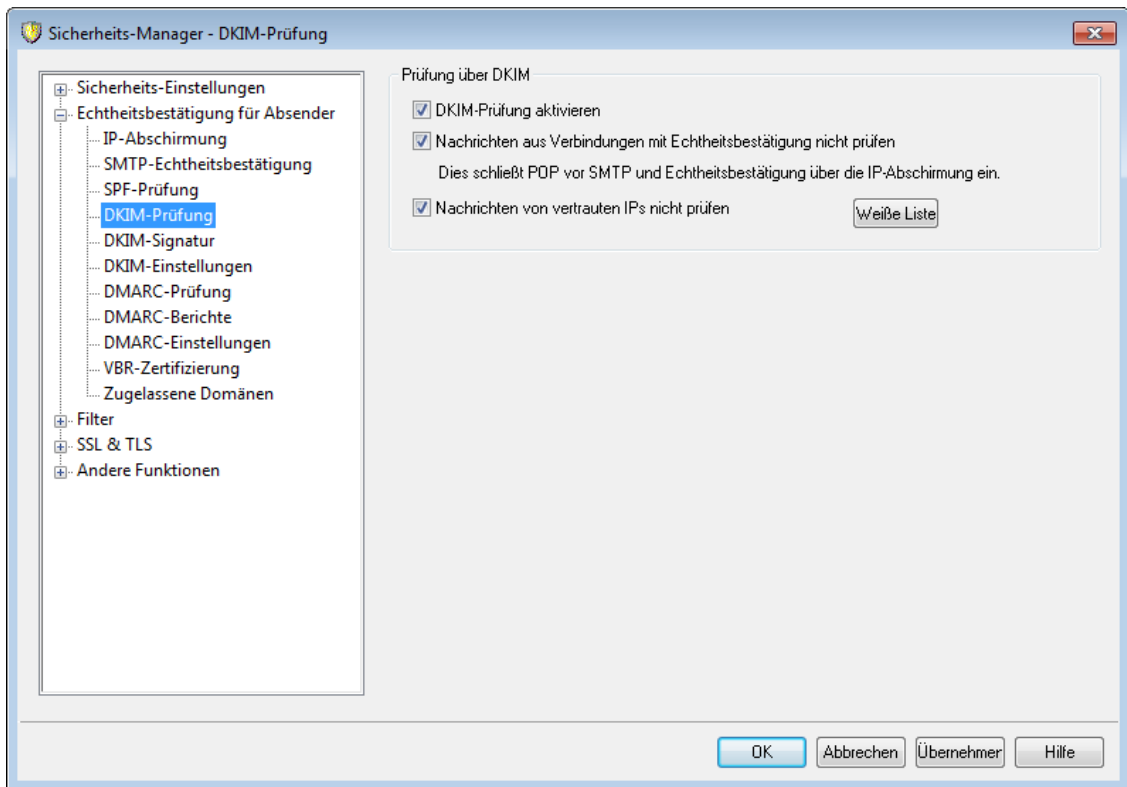 Sicherheits-Manager - DKIM-Prüfung
Sicherheits-Einstellungen
Echtheitsbestätigung für Absender
IP-Abschirmung
SMTP-Echtheitsbestätigung
SPF-Prüfung
DKIM-Prüfung
DKIM-Signatur
DKIM-Einstellungen
DMARC-Prüfung
DMARC-Berichte
DMARC-Einstellungen
VBR-Zertifizierung
Zugelassene Domänen
Filter
SSL & TLS
Andere Funktionen
Prüfung über DKIM
DKIM-Prüfung aktivieren
Nachrichten aus Verbindungen mit Echtheitsbestätigung nicht prüfen
Dies schließt POP vor SMTP und Echtheitsbestätigung über die IP-Abschirmung ein.
Nachrichten von vertrauten IPs nicht prüfen
Weiße Liste
OK
Abbrechen
Übernehmer
Hilfe